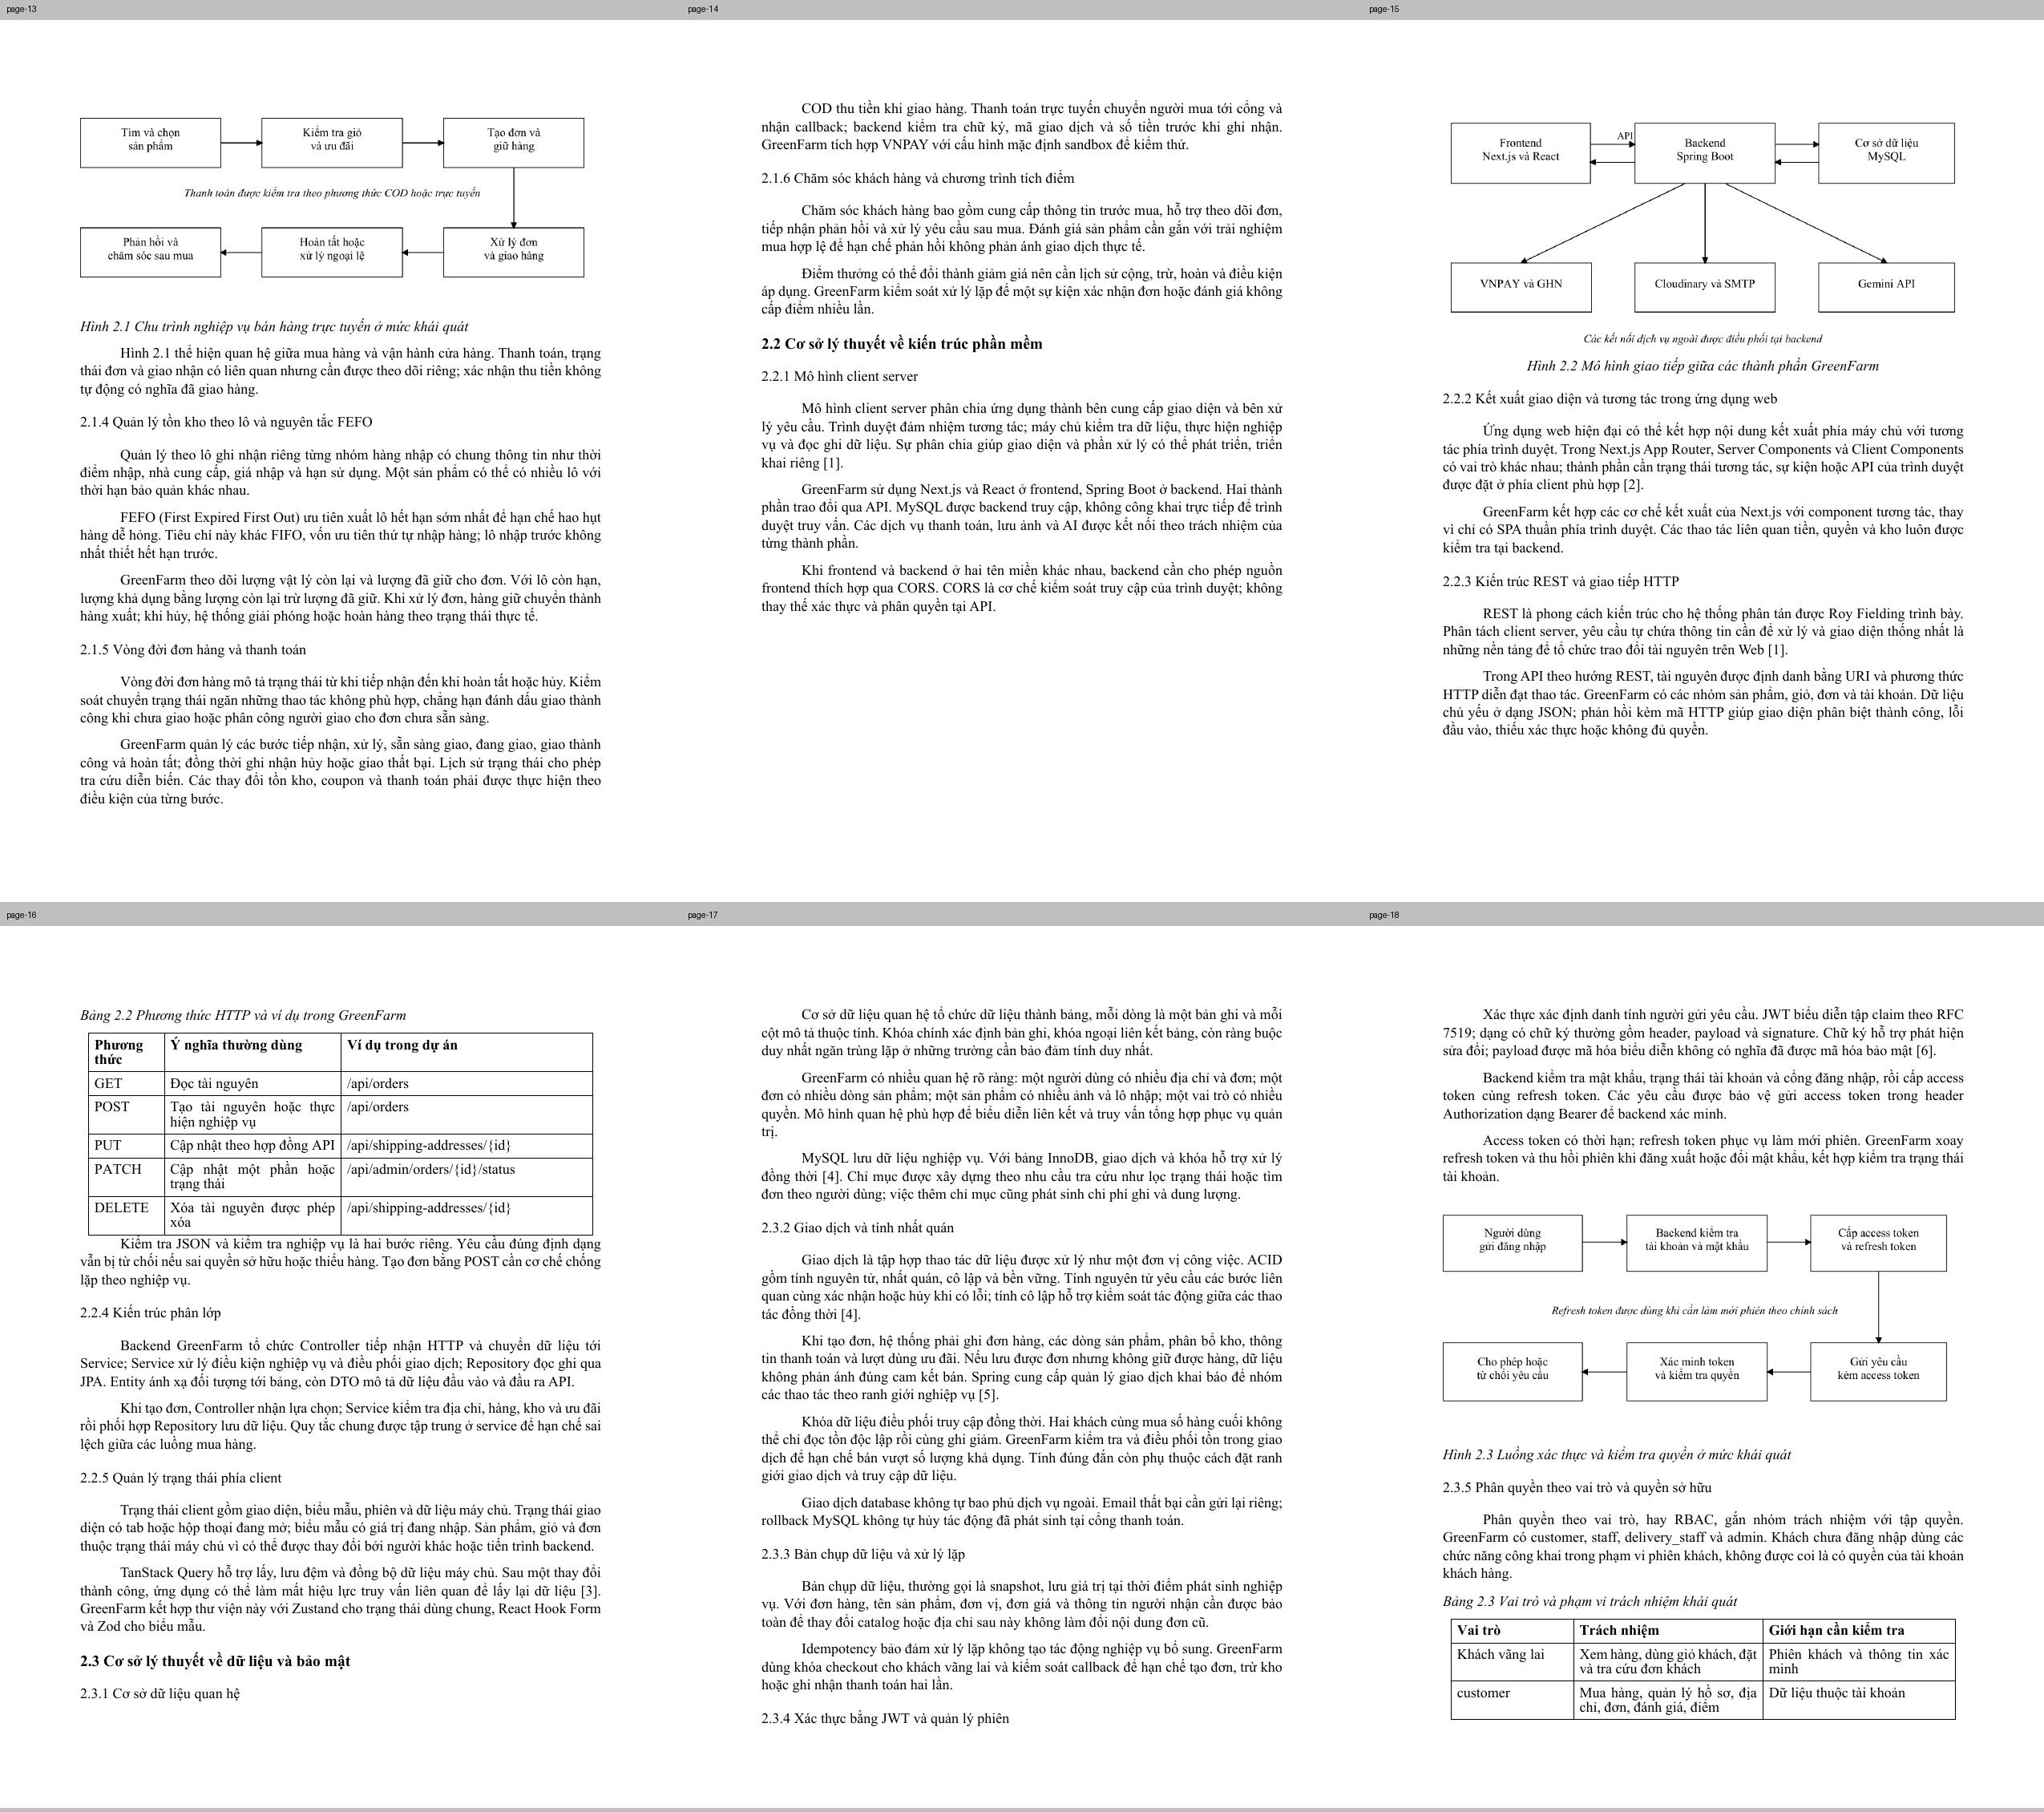 page-13
Tìm và chọn
sản phẩm
Kiểm tra giỏ
và ưu đãi
Tạo đơn và
giữ hàng
Thanh toán được kiểm tra theo phương thức COD hoặc trực tuyến
Phản hồi và
chăm sóc sau mua
Hoàn tất hoặc
xử lý ngoại lệ
Xử lý đơn
và giao hàng
Hình 2.1 Chu trình nghiệp vụ bán hàng trực tuyến ở mức khái quát
Hình 2.1 thể hiện quan hệ giữa mua hàng và vận hành cửa hàng. Thanh toán, trạng
thái đơn và giao nhận có liên quan nhưng cần được theo dõi riêng; xác nhận thu tiền không
tự động có nghĩa đã giao hàng.
2.1.4 Quản lý tồn kho theo lô và nguyên tắc FEFO
Quản lý theo lô ghi nhận riêng từng nhóm hàng nhập có chung thông tin như thời
điểm nhập, nhà cung cấp, giá nhập và hạn sử dụng. Một sản phẩm có thể có nhiều lô với
thời hạn bảo quản khác nhau.
FEFO (First Expired First Out) ưu tiên xuất lô hết hạn sớm nhất để hạn chế hao hụt
hàng dễ hỏng. Tiêu chí này khác FIFO, vốn ưu tiên thứ tự nhập hàng; lô nhập trước không
nhất thiết hết hạn trước.
GreenFarm theo dõi lượng vật lý còn lại và lượng đã giữ cho đơn. Với lô còn hạn,
lượng khả dụng bằng lượng còn lại trừ lượng đã giữ. Khi xử lý đơn, hàng giữ chuyển thành
hàng xuất; khi hủy, hệ thống giải phóng hoặc hoàn hàng theo trạng thái thực tế.
2.1.5 Vòng đời đơn hàng và thanh toán
Vòng đời đơn hàng mô tả trạng thái từ khi tiếp nhận đến khi hoàn tất hoặc hủy. Kiểm
soát chuyển trạng thái ngăn những thao tác không phù hợp, chẳng hạn đánh dấu giao thành
công khi chưa giao hoặc phân công người giao cho đơn chưa sẵn sàng.
GreenFarm quản lý các bước tiếp nhận, xử lý, sẵn sàng giao, đang giao, giao thành
công và hoàn tất; đồng thời ghi nhận hủy hoặc giao thất bại. Lịch sử trạng thái cho phép
tra cứu diễn biến. Các thay đổi tồn kho, coupon và thanh toán phải được thực hiện theo
điều kiện của từng bước.
page-14
COD thu tiền khi giao hàng. Thanh toán trực tuyến chuyển người mua tới cổng và
nhận callback; backend kiểm tra chữ ký, mã giao dịch và số tiền trước khi ghi nhận.
GreenFarm tích hợp VNPAY với cấu hình mặc định sandbox để kiểm thử.
2.1.6 Chăm sóc khách hàng và chương trình tích điểm
Chăm sóc khách hàng bao gồm cung cấp thông tin trước mua, hỗ trợ theo dõi đơn,
tiếp nhận phản hồi và xử lý yêu cầu sau mua. Đánh giá sản phẩm cần gắn với trải nghiệm
mua hợp lệ để hạn chế phản hồi không phản ánh giao dịch thực tế.
Điểm thưởng có thể đổi thành giảm giá nên cần lịch sử cộng, trừ, hoàn và điều kiện
áp dụng. GreenFarm kiểm soát xử lý lặp để một sự kiện xác nhận đơn hoặc đánh giá không
cấp điểm nhiều lần.
2.2 Cơ sở lý thuyết về kiến trúc phần mềm
2.2.1 Mô hình client server
Mô hình client server phân chia ứng dụng thành bên cung cấp giao diện và bên xử
lý yêu cầu. Trình duyệt đảm nhiệm tương tác; máy chủ kiểm tra dữ liệu, thực hiện nghiệp
vụ và đọc ghi dữ liệu. Sự phân chia giúp giao diện và phần xử lý có thể phát triển, triển
khai riêng [1].
GreenFarm sử dụng Next.js và React ở frontend, Spring Boot ở backend. Hai thành
phần trao đổi qua API. MySQL được backend truy cập, không công khai trực tiếp để trình
duyệt truy vấn. Các dịch vụ thanh toán, lưu ảnh và AI được kết nối theo trách nhiệm của
từng thành phần.
Khi frontend và backend ở hai tên miền khác nhau, backend cần cho phép nguồn
frontend thích hợp qua CORS. CORS là cơ chế kiểm soát truy cập của trình duyệt; không
thay thế xác thực và phân quyền tại API.
page-15
Frontend
Next.js và React
API
Backend
Spring Boot
Cơ sở dữ liệu
MySQL
VNPAY và GHN
Cloudinary và SMTP
Gemini API
Các kết nối dịch vụ ngoài được điều phối tại backend
Hình 2.2 Mô hình giao tiếp giữa các thành phần GreenFarm
2.2.2 Kết xuất giao diện và tương tác trong ứng dụng web
Ứng dụng web hiện đại có thể kết hợp nội dung kết xuất phía máy chủ với tương
tác phía trình duyệt. Trong Next.js App Router, Server Components và Client Components
có vai trò khác nhau; thành phần cần trạng thái tương tác, sự kiện hoặc API của trình duyệt
được đặt ở phía client phù hợp [2].
GreenFarm kết hợp các cơ chế kết xuất của Next.js với component tương tác, thay
vì chỉ có SPA thuần phía trình duyệt. Các thao tác liên quan tiền, quyền và kho luôn được
kiểm tra tại backend.
2.2.3 Kiến trúc REST và giao tiếp HTTP
REST là phong cách kiến trúc cho hệ thống phân tán được Roy Fielding trình bày.
Phân tách client server, yêu cầu tự chứa thông tin cần để xử lý và giao diện thống nhất là
những nền tảng để tổ chức trao đổi tài nguyên trên Web [1].
Trong API theo hướng REST, tài nguyên được định danh bằng URI và phương thức
HTTP diễn đạt thao tác. GreenFarm có các nhóm sản phẩm, giỏ, đơn và tài khoản. Dữ liệu
chủ yếu ở dạng JSON; phản hồi kèm mã HTTP giúp giao diện phân biệt thành công, lỗi
đầu vào, thiếu xác thực hoặc không đủ quyền.
page-16
Bảng 2.2 Phương thức HTTP và ví dụ trong GreenFarm
Phương
thức
Ý nghĩa thường dùng
Ví dụ trong dự án
GET
Đọc tài nguyên
/api/orders
POST
Tạo tài nguyên hoặc thực
hiện nghiệp vụ
/api/orders
PUT
Cập nhật theo hợp đồng API
/api/shipping-addresses/{id}
PATCH
Cập nhật một phần hoặc
trạng thái
/api/admin/orders/{id}/status
DELETE
Xóa tài nguyên được phép
xóa
/api/shipping-addresses/{id}
Kiểm tra JSON và kiểm tra nghiệp vụ là hai bước riêng. Yêu cầu đúng định dạng
vẫn bị từ chối nếu sai quyền sở hữu hoặc thiếu hàng. Tạo đơn bằng POST cần cơ chế chống
lặp theo nghiệp vụ.
2.2.4 Kiến trúc phân lớp
Backend GreenFarm tổ chức Controller tiếp nhận HTTP và chuyển dữ liệu tới
Service; Service xử lý điều kiện nghiệp vụ và điều phối giao dịch; Repository đọc ghi qua
JPA. Entity ánh xạ đối tượng tới bảng, còn DTO mô tả dữ liệu đầu vào và đầu ra API.
Khi tạo đơn, Controller nhận lựa chọn; Service kiểm tra địa chỉ, hàng, kho và ưu đãi
rồi phối hợp Repository lưu dữ liệu. Quy tắc chung được tập trung ở service để hạn chế sai
lệch giữa các luồng mua hàng.
2.2.5 Quản lý trạng thái phía client
Trạng thái client gồm giao diện, biểu mẫu, phiên và dữ liệu máy chủ. Trạng thái giao
diện có tab hoặc hộp thoại đang mở; biểu mẫu có giá trị đang nhập. Sản phẩm, giỏ và đơn
thuộc trạng thái máy chủ vì có thể được thay đổi bởi người khác hoặc tiến trình backend.
TanStack Query hỗ trợ lấy, lưu đệm và đồng bộ dữ liệu máy chủ. Sau một thay đổi
thành công, ứng dụng có thể làm mất hiệu lực truy vấn liên quan để lấy lại dữ liệu [3].
GreenFarm kết hợp thư viện này với Zustand cho trạng thái dùng chung, React Hook Form
và Zod cho biểu mẫu.
2.3 Cơ sở lý thuyết về dữ liệu và bảo mật
2.3.1 Cơ sở dữ liệu quan hệ
page-17
Cơ sở dữ liệu quan hệ tổ chức dữ liệu thành bảng, mỗi dòng là một bản ghi và mỗi
cột mô tả thuộc tính. Khóa chính xác định bản ghi, khóa ngoại liên kết bảng, còn ràng buộc
duy nhất ngăn trùng lặp ở những trường cần bảo đảm tính duy nhất.
GreenFarm có nhiều quan hệ rõ ràng: một người dùng có nhiều địa chỉ và đơn; một
đơn có nhiều dòng sản phẩm; một sản phẩm có nhiều ảnh và lô nhập; một vai trò có nhiều
quyền. Mô hình quan hệ phù hợp để biểu diễn liên kết và truy vấn tổng hợp phục vụ quản
trị.
MySQL lưu dữ liệu nghiệp vụ. Với bảng InnoDB, giao dịch và khóa hỗ trợ xử lý
đồng thời [4]. Chỉ mục được xây dựng theo nhu cầu tra cứu như lọc trạng thái hoặc tìm
đơn theo người dùng; việc thêm chỉ mục cũng phát sinh chi phí ghi và dung lượng.
2.3.2 Giao dịch và tính nhất quán
Giao dịch là tập hợp thao tác dữ liệu được xử lý như một đơn vị công việc. ACID
gồm tính nguyên tử, nhất quán, cô lập và bền vững. Tính nguyên tử yêu cầu các bước liên
quan cùng xác nhận hoặc hủy khi có lỗi; tính cô lập hỗ trợ kiểm soát tác động giữa các thao
tác đồng thời [4].
Khi tạo đơn, hệ thống phải ghi đơn hàng, các dòng sản phẩm, phân bổ kho, thông
tin thanh toán và lượt dùng ưu đãi. Nếu lưu được đơn nhưng không giữ được hàng, dữ liệu
không phản ánh đúng cam kết bán. Spring cung cấp quản lý giao dịch khai báo để nhóm
các thao tác theo ranh giới nghiệp vụ [5].
Khóa dữ liệu điều phối truy cập đồng thời. Hai khách cùng mua số hàng cuối không
thể chỉ đọc tồn độc lập rồi cùng ghi giảm. GreenFarm kiểm tra và điều phối tồn trong giao
dịch để hạn chế bán vượt số lượng khả dụng. Tính đúng đắn còn phụ thuộc cách đặt ranh
giới giao dịch và truy cập dữ liệu.
Giao dịch database không tự bao phủ dịch vụ ngoài. Email thất bại cần gửi lại riêng;
rollback MySQL không tự hủy tác động đã phát sinh tại cổng thanh toán.
2.3.3 Bản chụp dữ liệu và xử lý lặp
Bản chụp dữ liệu, thường gọi là snapshot, lưu giá trị tại thời điểm phát sinh nghiệp
vụ. Với đơn hàng, tên sản phẩm, đơn vị, đơn giá và thông tin người nhận cần được bảo
toàn để thay đổi catalog hoặc địa chỉ sau này không làm đổi nội dung đơn cũ.
Idempotency bảo đảm xử lý lặp không tạo tác động nghiệp vụ bổ sung. GreenFarm
dùng khóa checkout cho khách vãng lai và kiểm soát callback để hạn chế tạo đơn, trừ kho
hoặc ghi nhận thanh toán hai lần.
2.3.4 Xác thực bằng JWT và quản lý phiên
page-18
Xác thực xác định danh tính người gửi yêu cầu. JWT biểu diễn tập claim theo RFC
7519; dạng có chữ ký thường gồm header, payload và signature. Chữ ký hỗ trợ phát hiện
sửa đổi; payload được mã hóa biểu diễn không có nghĩa đã được mã hóa bảo mật [6].
Backend kiểm tra mật khẩu, trạng thái tài khoản và cổng đăng nhập, rồi cấp access
token cùng refresh token. Các yêu cầu được bảo vệ gửi access token trong header
Authorization dạng Bearer để backend xác minh.
Access token có thời hạn; refresh token phục vụ làm mới phiên. GreenFarm xoay
refresh token và thu hồi phiên khi đăng xuất hoặc đổi mật khẩu, kết hợp kiểm tra trạng thái
tài khoản.
Người dùng
gửi đăng nhập
Backend kiểm tra
tài khoản và mật khẩu
Cấp access token
và refresh token
Refresh token được dùng khi cần làm mới phiên theo chính sách
Cho phép hoặc
từ chối yêu cầu
Xác minh token
và kiểm tra quyền
Gửi yêu cầu
kèm access token
Hình 2.3 Luồng xác thực và kiểm tra quyền ở mức khái quát
2.3.5 Phân quyền theo vai trò và quyền sở hữu
Phân quyền theo vai trò, hay RBAC, gắn nhóm trách nhiệm với tập quyền.
GreenFarm có customer, staff, delivery_staff và admin. Khách chưa đăng nhập dùng các
chức năng công khai trong phạm vi phiên khách, không được coi là có quyền của tài khoản
khách hàng.
Bảng 2.3 Vai trò và phạm vi trách nhiệm khái quát
Vai trò
Trách nhiệm
Giới hạn cần kiểm tra
Khách vãng lai
Xem hàng, dùng giỏ khách, đặt
và tra cứu đơn khách
Phiên khách và thông tin xác
minh
customer
Mua hàng, quản lý hồ sơ, địa
chỉ, đơn, đánh giá, điểm
Dữ liệu thuộc tài khoản